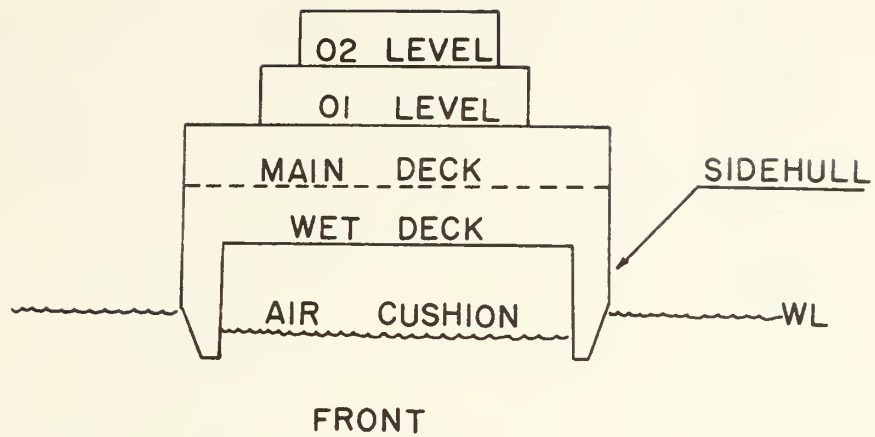 02 LEVEL
01 LEVEL
MAIN DECK
SIDEHULL
WET DECK
AIR CUSHION
WL
FRONT